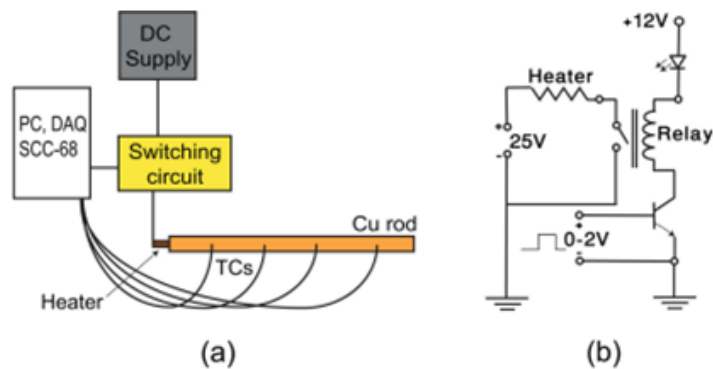 DC
Supply
PC, DAQ
SCC-68
Switching
circuit
Cu rod
TCs
Heater
(a)
+12V
Heater
Relay
+
25V
-
+
0-2V
-
(b)